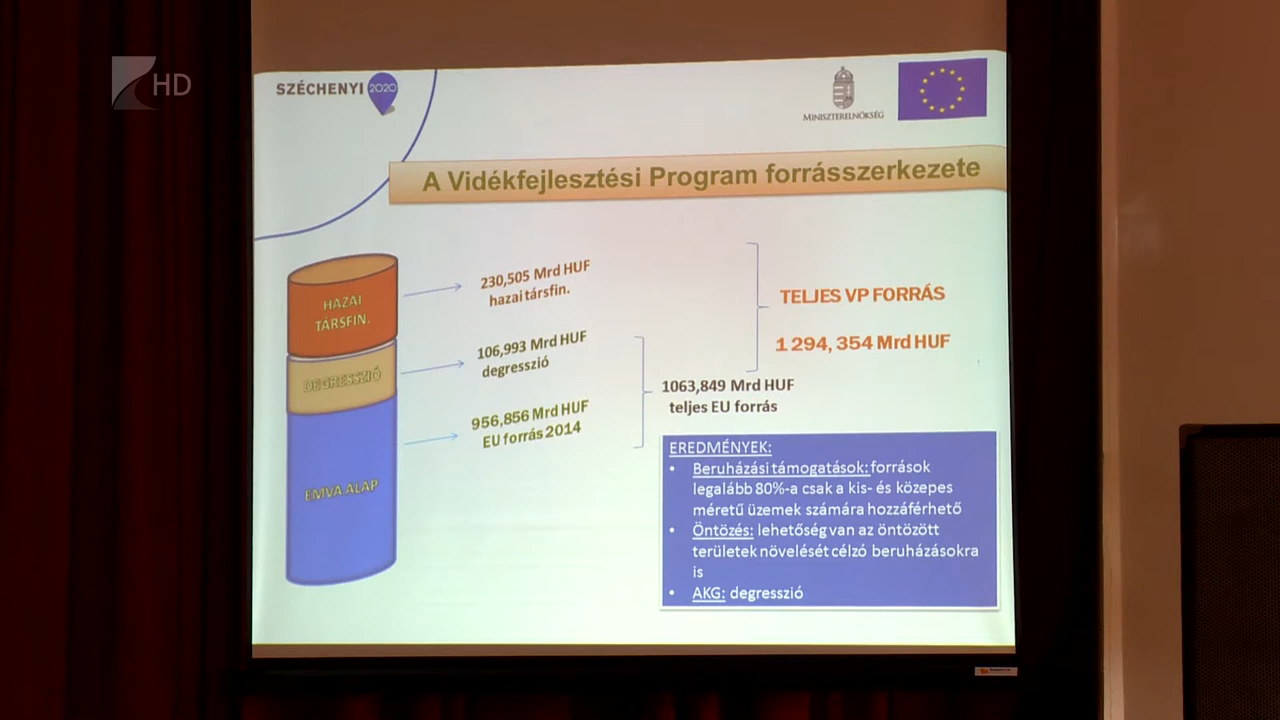 HD
SZÉCHENYI 2020
MINISZTERELNÖKSÉG
A Vidékfejlesztési Program forrásszerkezete
HAZAI
TÁRSFIN.
DEGRESSZIÓ
EMVA ALAP
230,505 Mrd HUF
hazai társfin.
106,993 Mrd HUF
degresszió
956,856 Mrd HUF
EU forrás 2014
1063,849 Mrd HUF
teljes EU forrás
TELJES VP FORRÁS
1 294, 354 Mrd HUF
EREDMÉNYEK:
• Beruházási támogatások: források
legalább 80%-a csak a kis- és közepes
méretű üzemek számára hozzáférhető
• Öntözés: lehetőség van az öntözött
területek növelését célzó beruházásokra
is
• AKG: degresszió